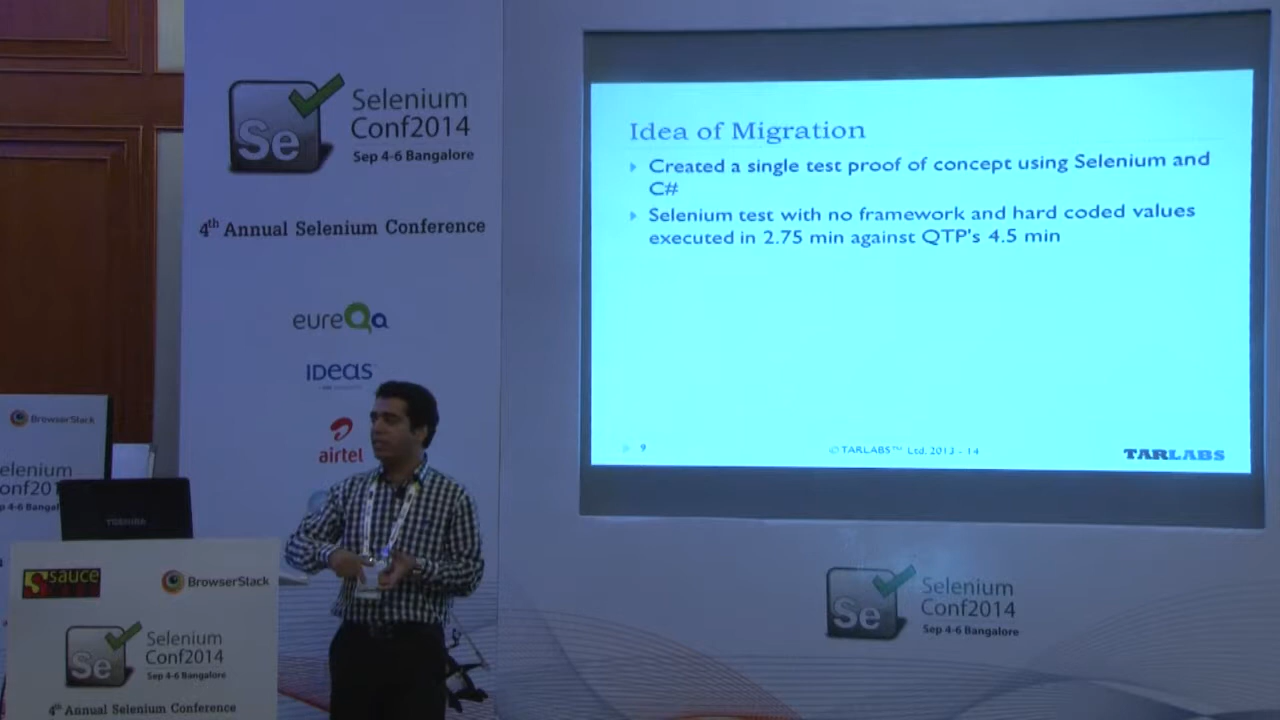 Se
Selenium
Conf2014
Sep 4-6 Bangalore
4th Annual Selenium Conference
eureQa
IDeaS
airtel
Idea of Migration
Created a single test proof of concept using Selenium and
C#
Selenium test with no framework and hard coded values
executed in 2.75 min against QTP's 4.5 min
9
©TARLABS™ Ltd. 2013 - 14
TARLABS
BrowserStack
elenium
onf201
p 4-6 Bangal
TOSHIBA
sauce
BrowserStack
Se
Selenium
Conf2014
Sep 4-6 Bangalore
4th Annual Selenium Conference
Se
Selenium
Conf2014
Sep 4-6 Bangalore